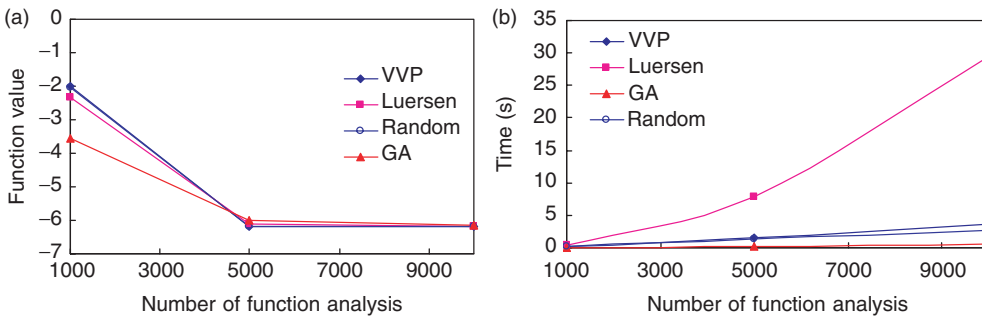 (a)
Function value
0
−1
−2
−3
−4
−5
−6
−7
VVP
Luersen
Random
GA
1000 3000 5000 7000 9000
Number of function analysis
(b)
Time (s)
35
30
25
20
15
10
5
0
VVP
Luersen
GA
Random
1000 3000 5000 7000 9000
Number of function analysis